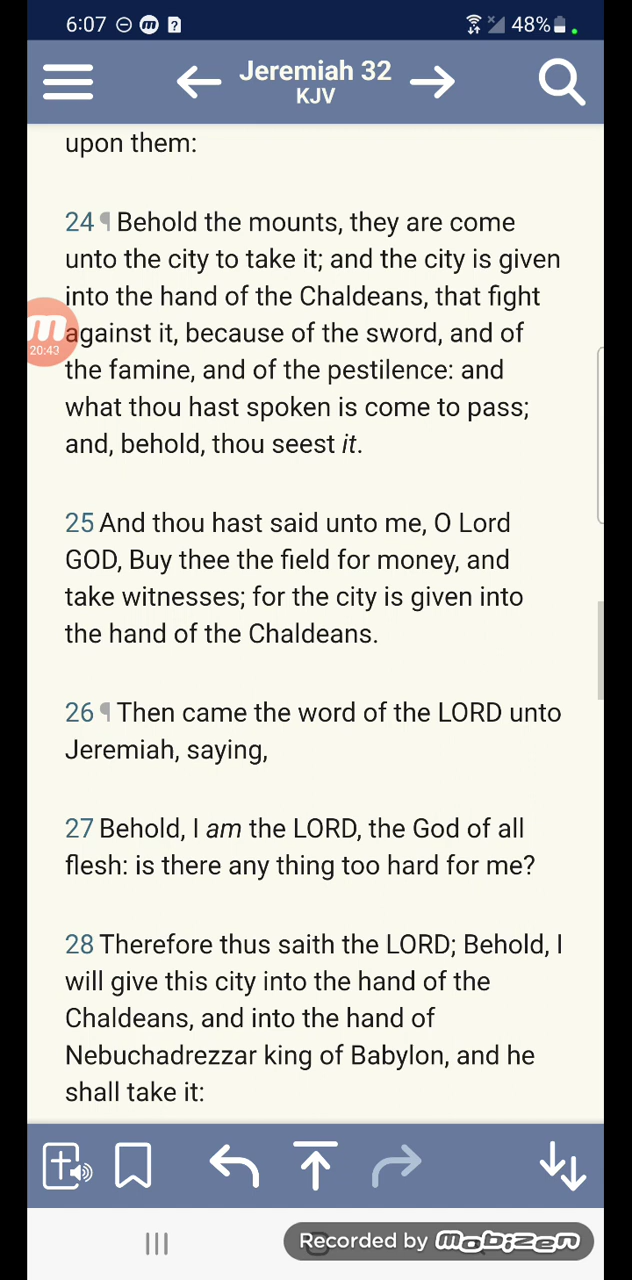 6:07 48%
Jeremiah 32
KJV
upon them:
24 ¶ Behold the mounts, they are come
unto the city to take it; and the city is given
into the hand of the Chaldeans, that fight
against it, because of the sword, and of
the famine, and of the pestilence: and
what thou hast spoken is come to pass;
and, behold, thou seest it.
m
20:43
25 And thou hast said unto me, O Lord
GOD, Buy thee the field for money, and
take witnesses; for the city is given into
the hand of the Chaldeans.
26 ¶ Then came the word of the LORD unto
Jeremiah, saying,
27 Behold, I am the LORD, the God of all
flesh: is there any thing too hard for me?
28 Therefore thus saith the LORD; Behold, I
will give this city into the hand of the
Chaldeans, and into the hand of
Nebuchadrezzar king of Babylon, and he
shall take it:
Recorded by mobizen